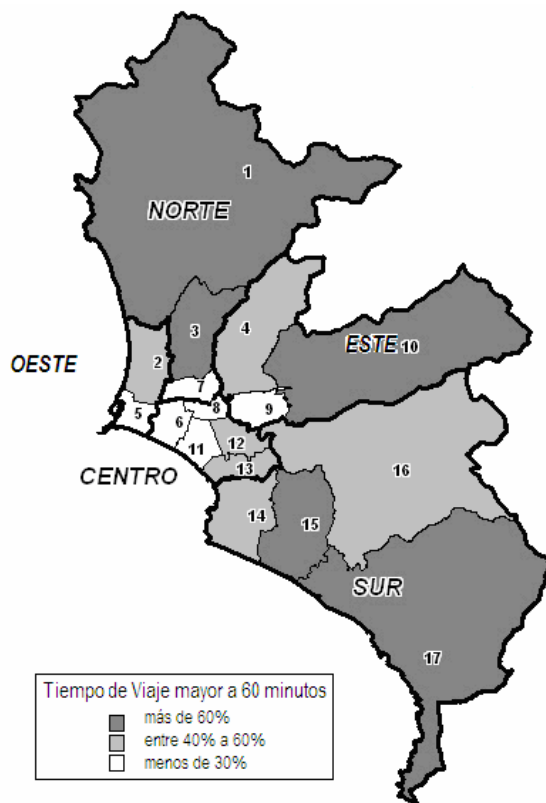 1
NORTE
3
4
OESTE
2
ESTE 10
7
5
6
8
9
11
12
CENTRO
13
16
14
15
SUR
17
Tiempo de Viaje mayor a 60 minutos
más de 60%
entre 40% a 60%
menos de 30%